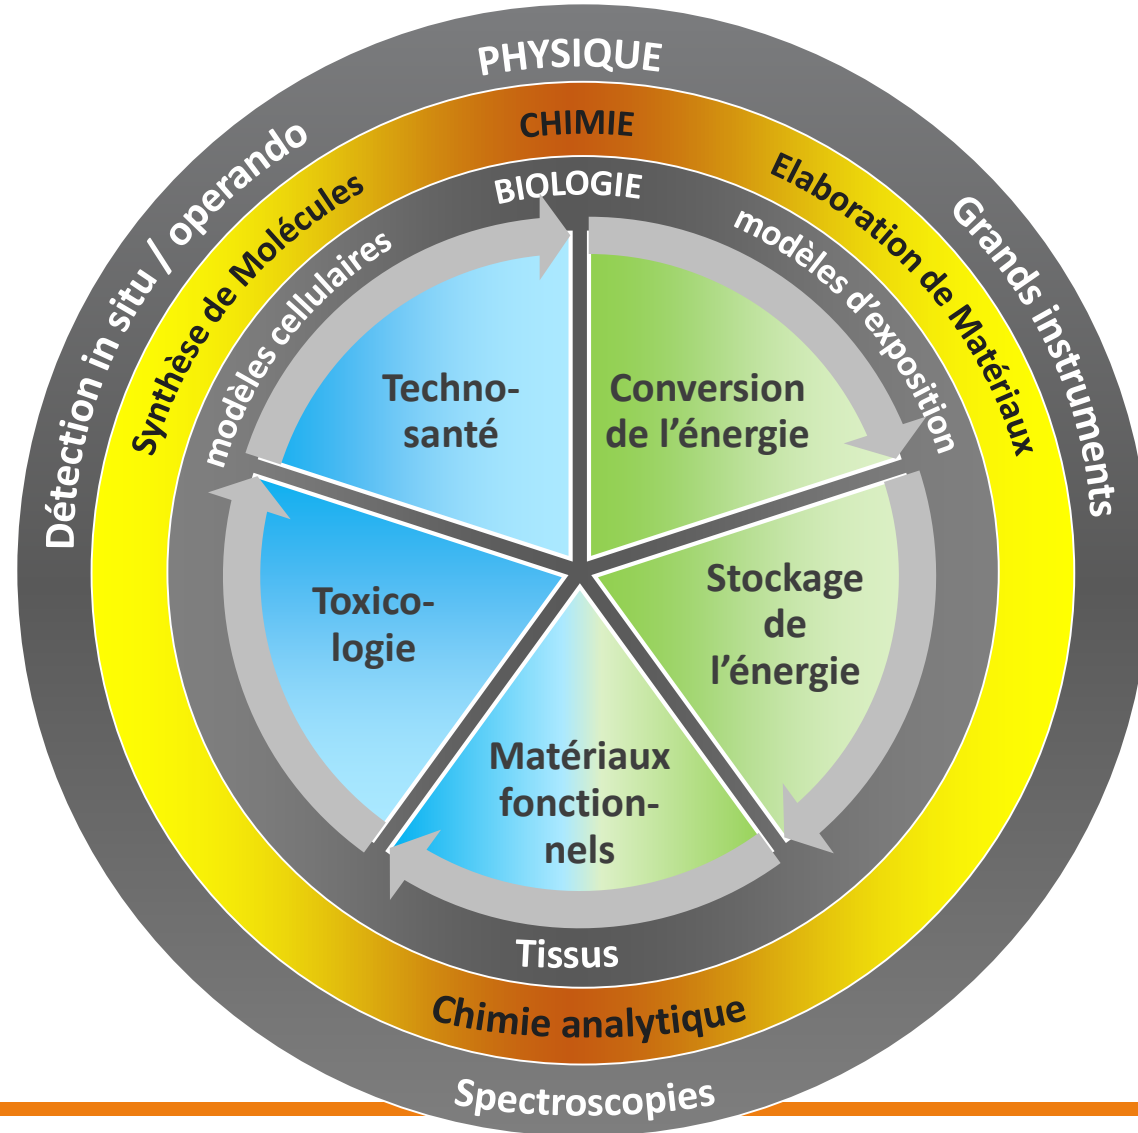 PHYSIQUE
Détection in situ / operando
Grands instruments
Spectroscopies
CHIMIE
Synthèse de Molécules
Elaboration de Matériaux
Chimie analytique
BIOLOGIE
modèles cellulaires
modèles d'exposition
Tissus
Techno-
santé
Conversion
de l'énergie
Stockage
de
l'énergie
Matériaux
fonction-
nels
Toxico-
logie